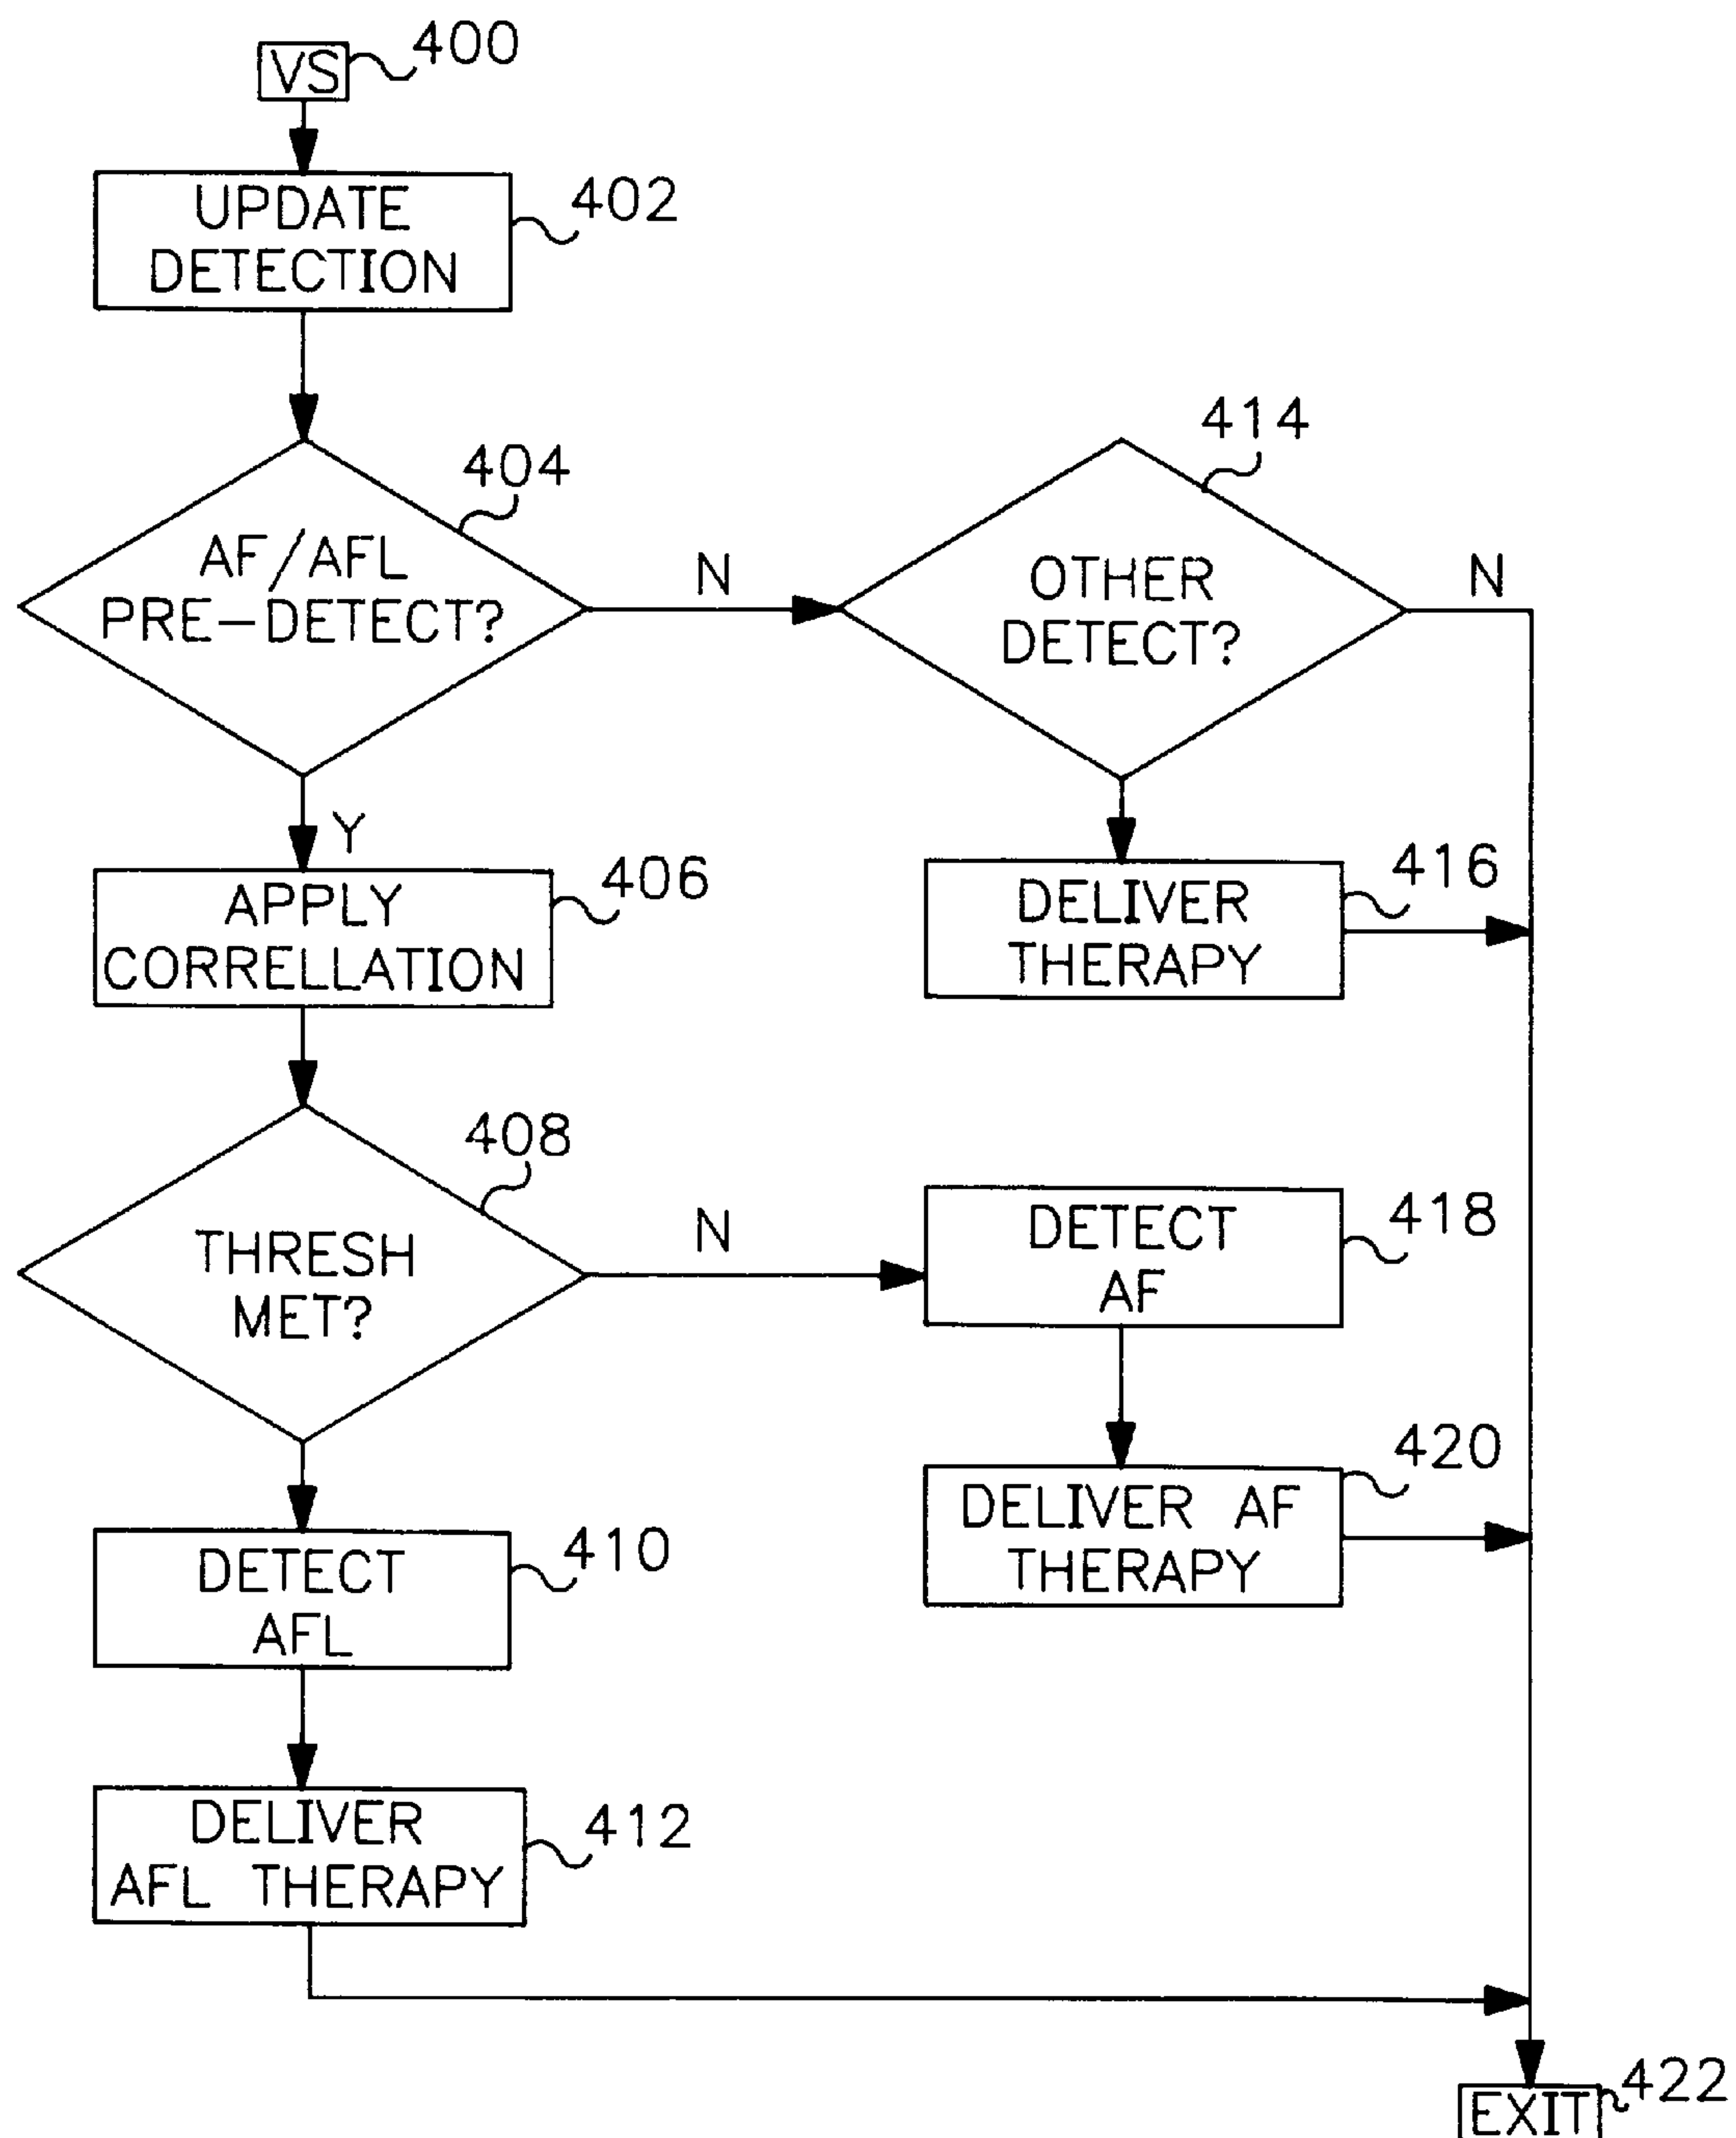 VS
400
UPDATE
DETECTION
402
AF/AFL
PRE-DETECT?
404
N
OTHER
DETECT?
414
N
Y
APPLY
CORRELLATION
406
DELIVER
THERAPY
416
THRESH
MET?
408
N
DETECT
AF
418
DELIVER AF
THERAPY
420
DETECT
AFL
410
DELIVER
AFL THERAPY
412
EXIT
422